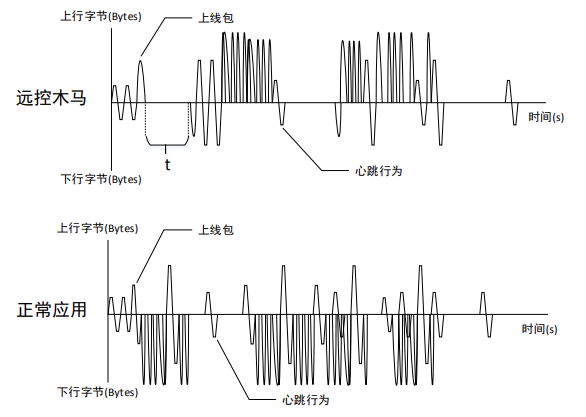 上行字节(Bytes)
上线包
远控木马
时间(s)
t
心跳行为
下行字节(Bytes)
上行字节(Bytes)
上线包
正常应用
时间(s)
下行字节(Bytes)
心跳行为